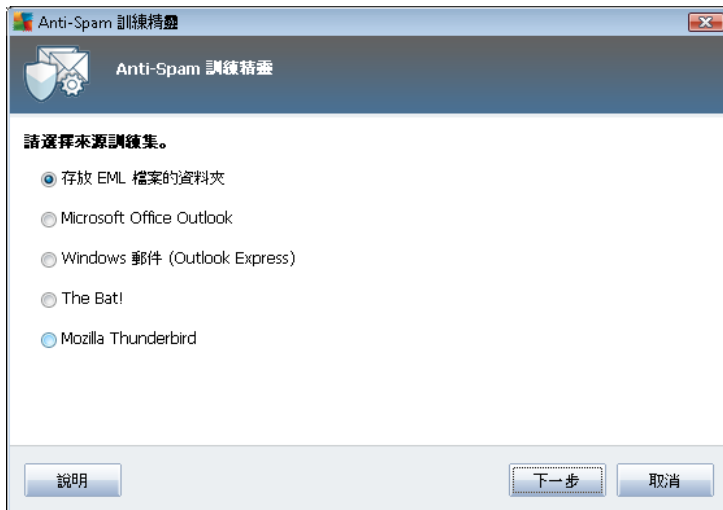 Anti-Spam 訓練精靈
Anti-Spam 訓練精靈
請選擇來源訓練集。
存放 EML 檔案的資料夾
Microsoft Office Outlook
Windows 郵件 (Outlook Express)
The Bat!
Mozilla Thunderbird
說明
下一步
取消